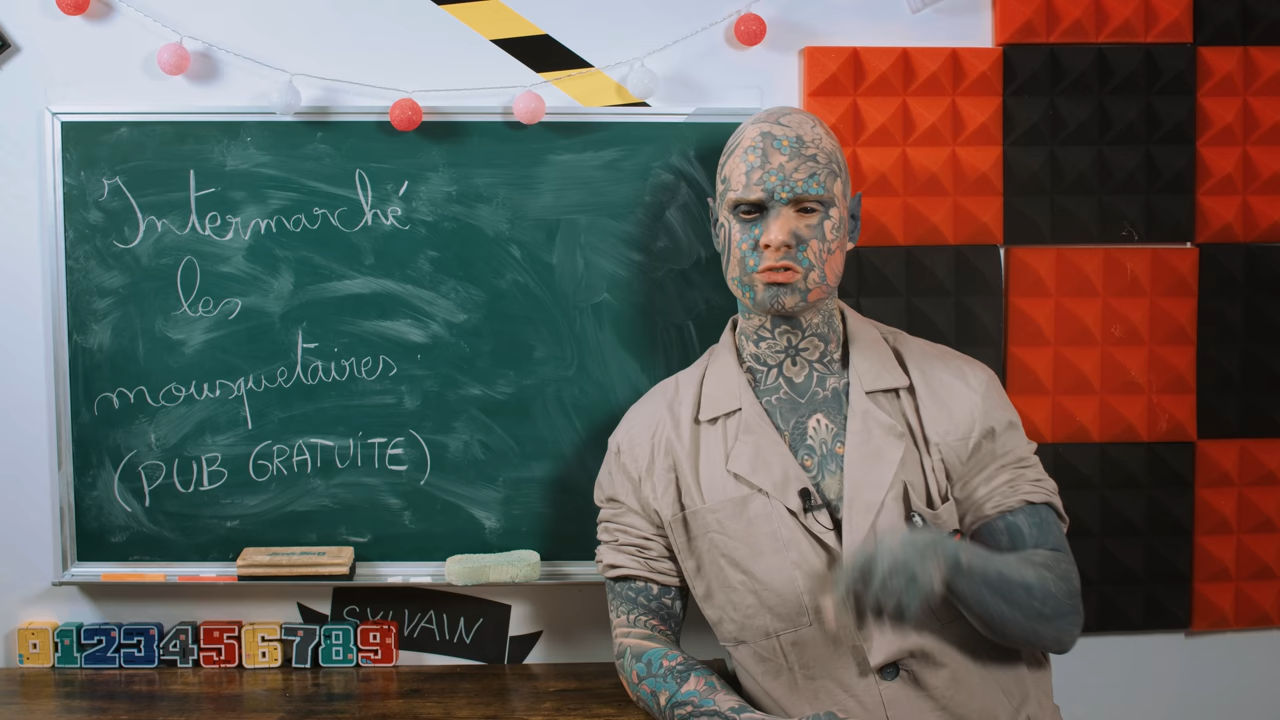 Intermarché
les
mousquetaires
(PUB GRATUITE)
SYLVAIN
0123456789